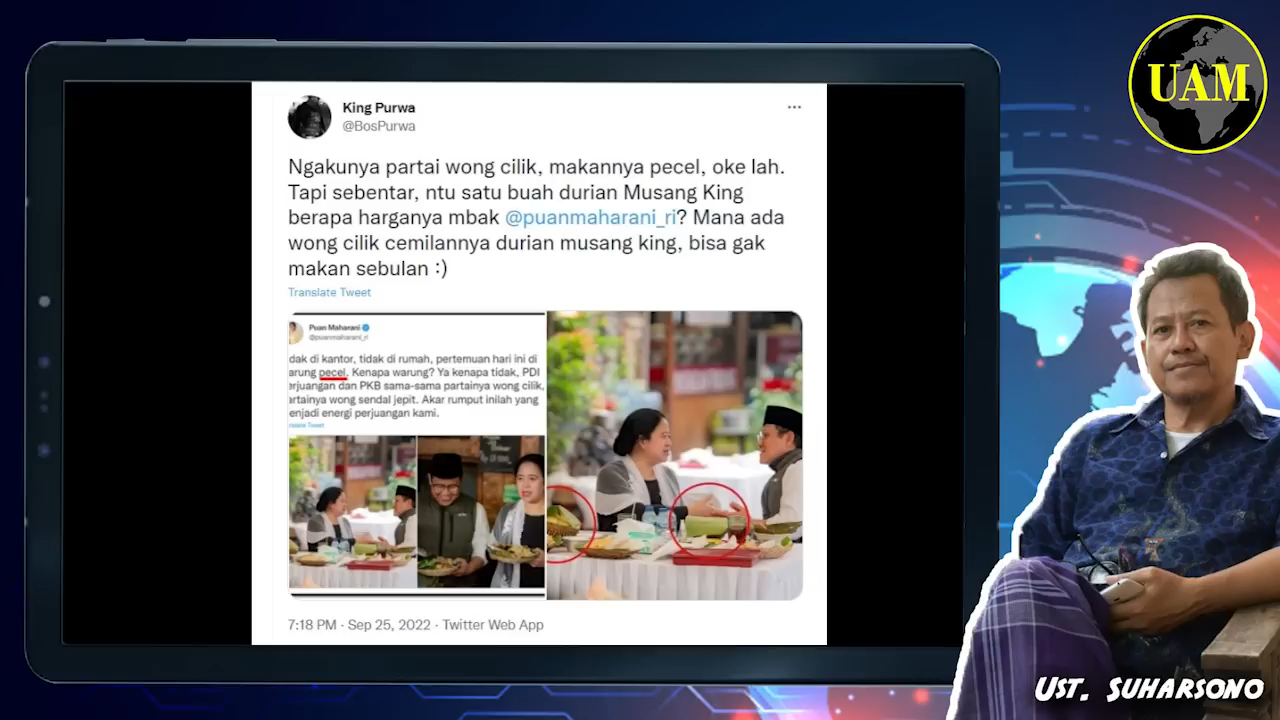 UAM
King Purwa
@BosPurwa
Ngakunya partai wong cilik, makannya pecel, oke lah.
Tapi sebentar, ntu satu buah durian Musang King
berapa harganya mbak @puanmaharani_ri? Mana ada
wong cilik cemilannya durian musang king, bisa gak
makan sebulan :)
Translate Tweet
Puan Maharani
@puanmaharani_ri
dak di kantor, tidak di rumah, pertemuan hari ini di
arung pecel. Kenapa warung? Ya kenapa tidak, PDI
erjuangan dan PKB sama-sama partainya wong cilik,
artainya wong sendal jepit. Akar rumput inilah yang
enjadi energi perjuangan kami.
nslate Tweet
7:18 PM · Sep 25, 2022 · Twitter Web App
Ust. Suharsono